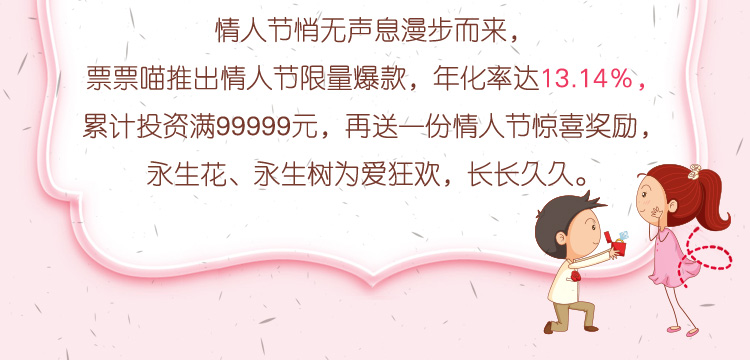 情人节悄无声息漫步而来，
票票喵推出情人节限量爆款，年化率达13.14%，
累计投资满99999元，再送一份情人节惊喜奖励，
永生花、永生树为爱狂欢，长长久久。